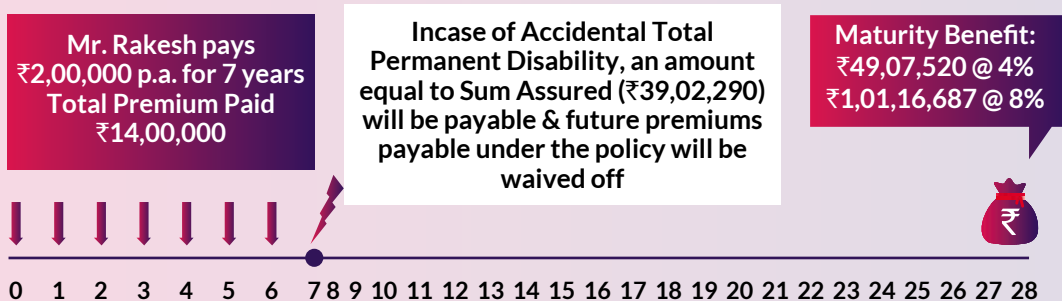 Mr. Rakesh pays
₹2,00,000 p.a. for 7 years
Total Premium Paid
₹14,00,000
Incase of Accidental Total
Permanent Disability, an amount
equal to Sum Assured (₹39,02,290)
will be payable & future premiums
payable under the policy will be
waived off
Maturity Benefit:
₹49,07,520 @ 4%
₹1,01,16,687 @ 8%
₹
0 1 2 3 4 5 6 7 8 9 10 11 12 13 14 15 16 17 18 19 20 21 22 23 24 25 26 27 28